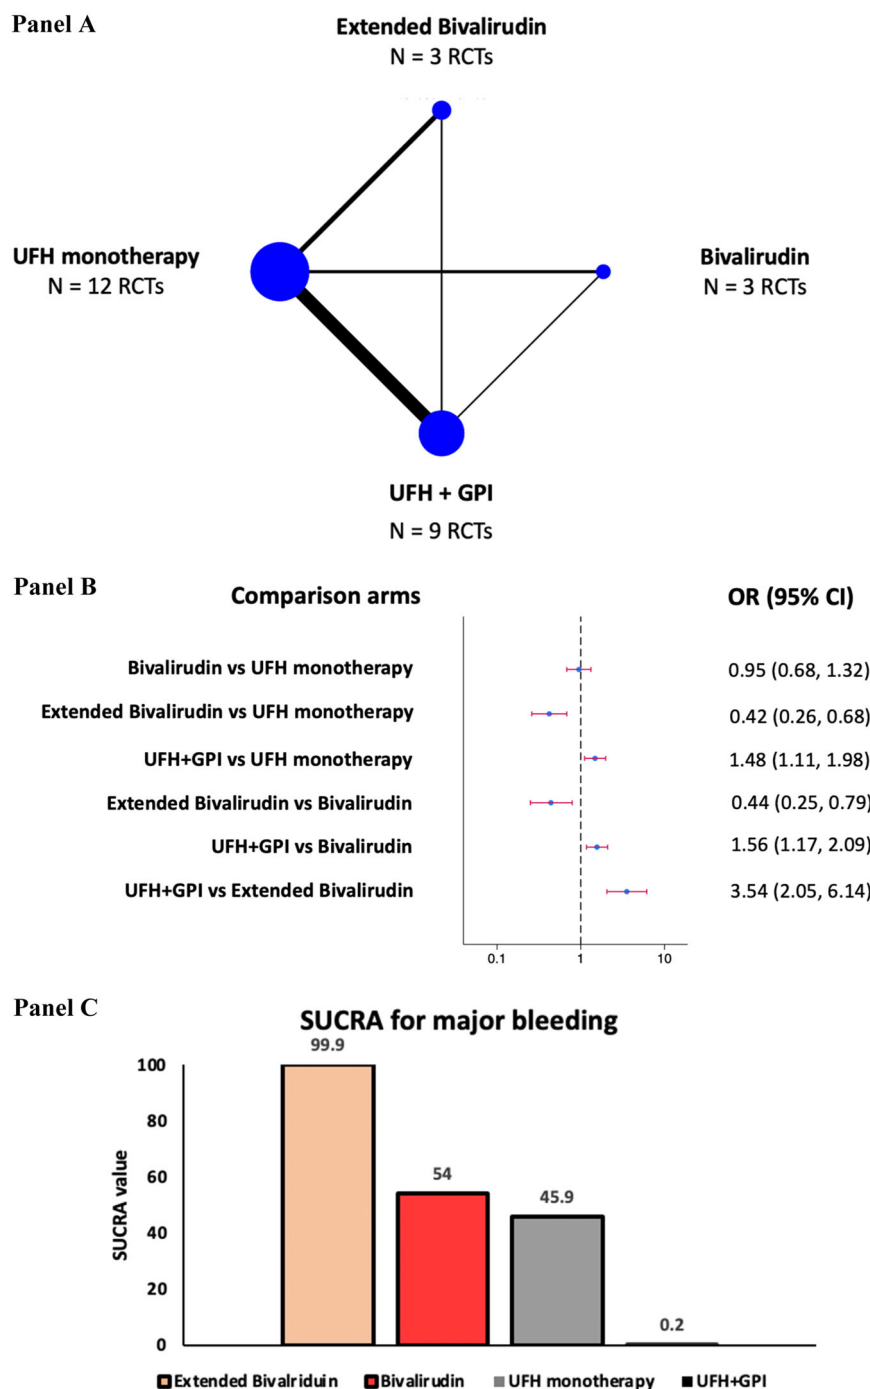 Panel A
Extended Bivalirudin
N = 3 RCTs
UFH monotherapy
N = 12 RCTs
Bivalirudin
N = 3 RCTs
UFH + GPI
N = 9 RCTs
Panel B
Comparison arms
OR (95% CI)
Bivalirudin vs UFH monotherapy
0.95 (0.68, 1.32)
Extended Bivalirudin vs UFH monotherapy
0.42 (0.26, 0.68)
UFH+GPI vs UFH monotherapy
1.48 (1.11, 1.98)
Extended Bivalirudin vs Bivalirudin
0.44 (0.25, 0.79)
UFH+GPI vs Bivalirudin
1.56 (1.17, 2.09)
UFH+GPI vs Extended Bivalirudin
3.54 (2.05, 6.14)
0.1 1 10
Panel C
SUCRA for major bleeding
SUCRA value
100
80
60
40
20
0
99.9
54
45.9
0.2
Extended Bivalriduin Bivalirudin UFH monotherapy UFH+GPI